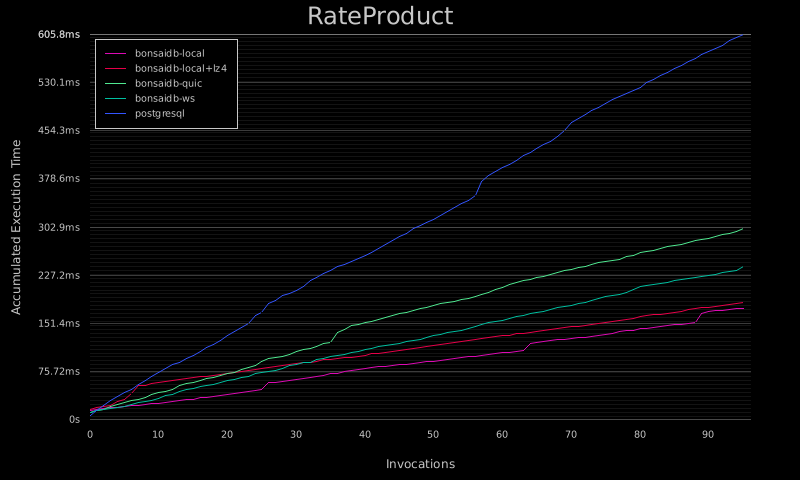 RateProduct
605.8ms
530.1ms
454.3ms
378.6ms
302.9ms
227.2ms
151.4ms
75.72ms
0s
Accumulated Execution Time
bonsaidb-local
bonsaidb-local+lz4
bonsaidb-quic
bonsaidb-ws
postgresql
0 10 20 30 40 50 60 70 80 90
Invocations